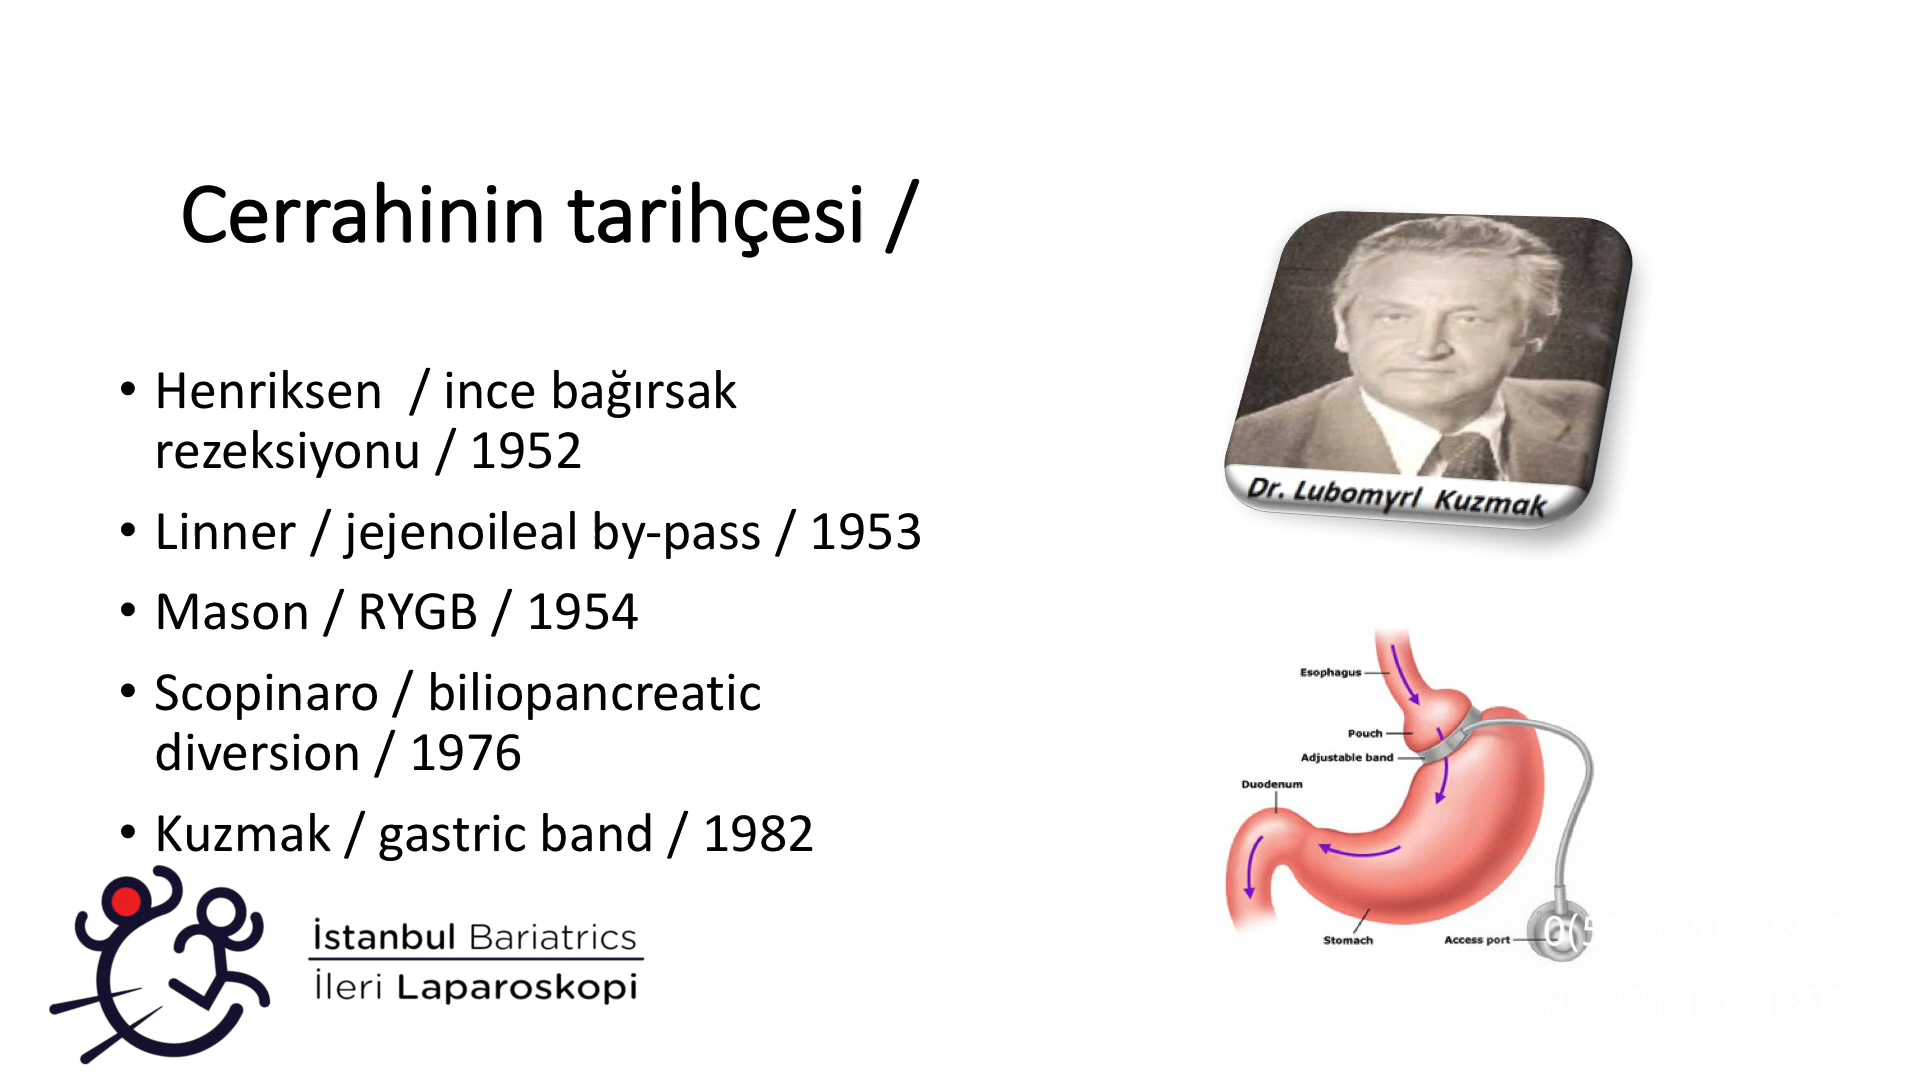 Cerrahinin tarihçesi /
• Henriksen / ince bağırsak
rezeksiyonu / 1952
• Linner / jejenoileal by-pass / 1953
• Mason / RYGB / 1954
• Scopinaro / biliopancreatic
diversion / 1976
• Kuzmak / gastric band / 1982
Dr. Lubomyrl Kuzmak
Esophagus
Pouch
Adjustable band
Duodenum
Stomach
Access port
İstanbul Bariatrics
İleri Laparoskopi